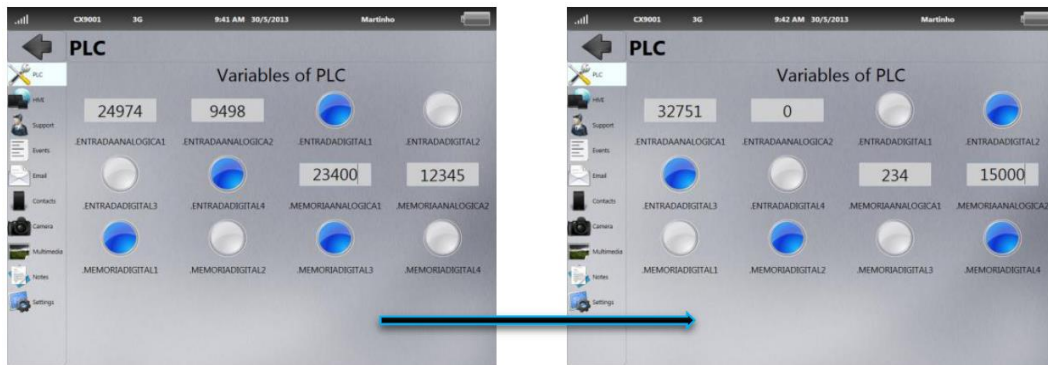 CX9001 3G 9:41 AM 30/5/2013 Martinho
PLC
PLC
HME
Support
Events
Email
Contacts
Camera
Multimedia
Notes
Settings
Variables of PLC
24974 9498
.ENTRADAANALOGICA1 .ENTRADAANALOGICA2 .ENTRADADIGITAL1 .ENTRADADIGITAL2
23400 12345
.ENTRADADIGITAL3 .ENTRADADIGITAL4 .MEMORIAANALOGICA1 .MEMORIAANALOGICA2
.MEMORIADIGITAL1 .MEMORIADIGITAL2 .MEMORIADIGITAL3 .MEMORIADIGITAL4
CX9001 3G 9:42 AM 30/5/2013 Martinho
PLC
PLC
HME
Support
Events
Email
Contacts
Camera
Multimedia
Notes
Settings
Variables of PLC
32751 0
.ENTRADAANALOGICA1 .ENTRADAANALOGICA2 .ENTRADADIGITAL1 .ENTRADADIGITAL2
234 15000
.ENTRADADIGITAL3 .ENTRADADIGITAL4 .MEMORIAANALOGICA1 .MEMORIAANALOGICA2
.MEMORIADIGITAL1 .MEMORIADIGITAL2 .MEMORIADIGITAL3 .MEMORIADIGITAL4